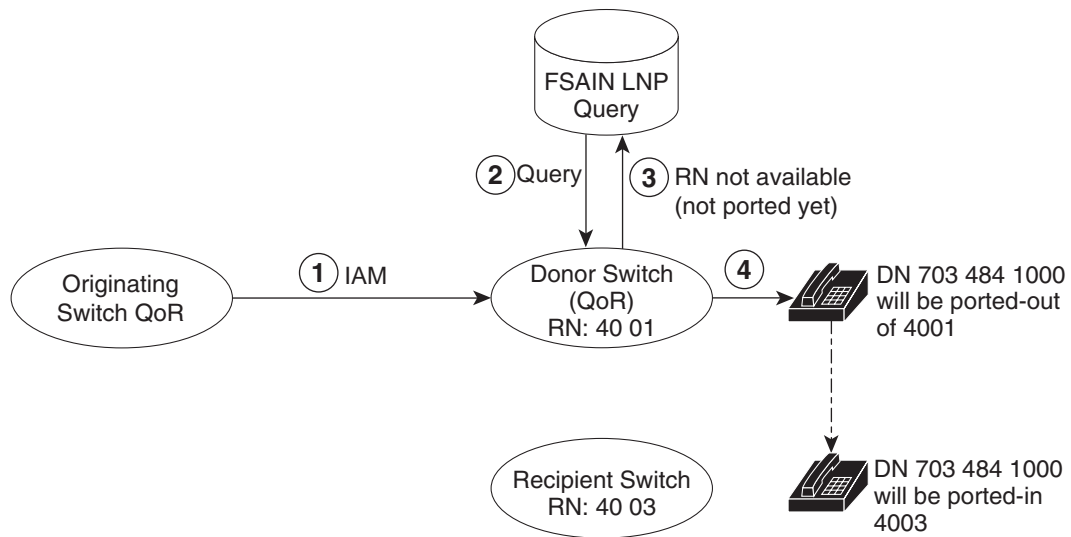 FSAIN LNP
Query
2 Query
3 RN not available
(not ported yet)
Originating
Switch QoR
1 IAM
Donor Switch
(QoR)
RN: 40 01
4
DN 703 484 1000
will be ported-out
of 4001
Recipient Switch
RN: 40 03
DN 703 484 1000
will be ported-in
4003